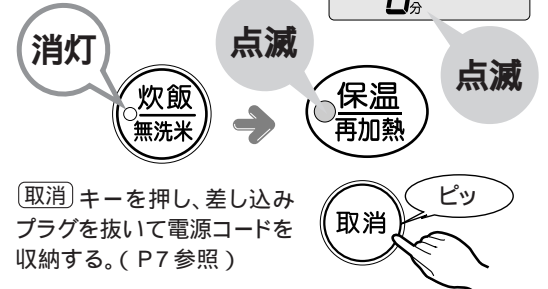 分
消灯
点滅
点滅
炊飯
無洗米
保温
再加熱
取消 キーを押し、差し込み
プラグを抜いて電源コードを
収納する。( P7参照 )
ピッ
取消